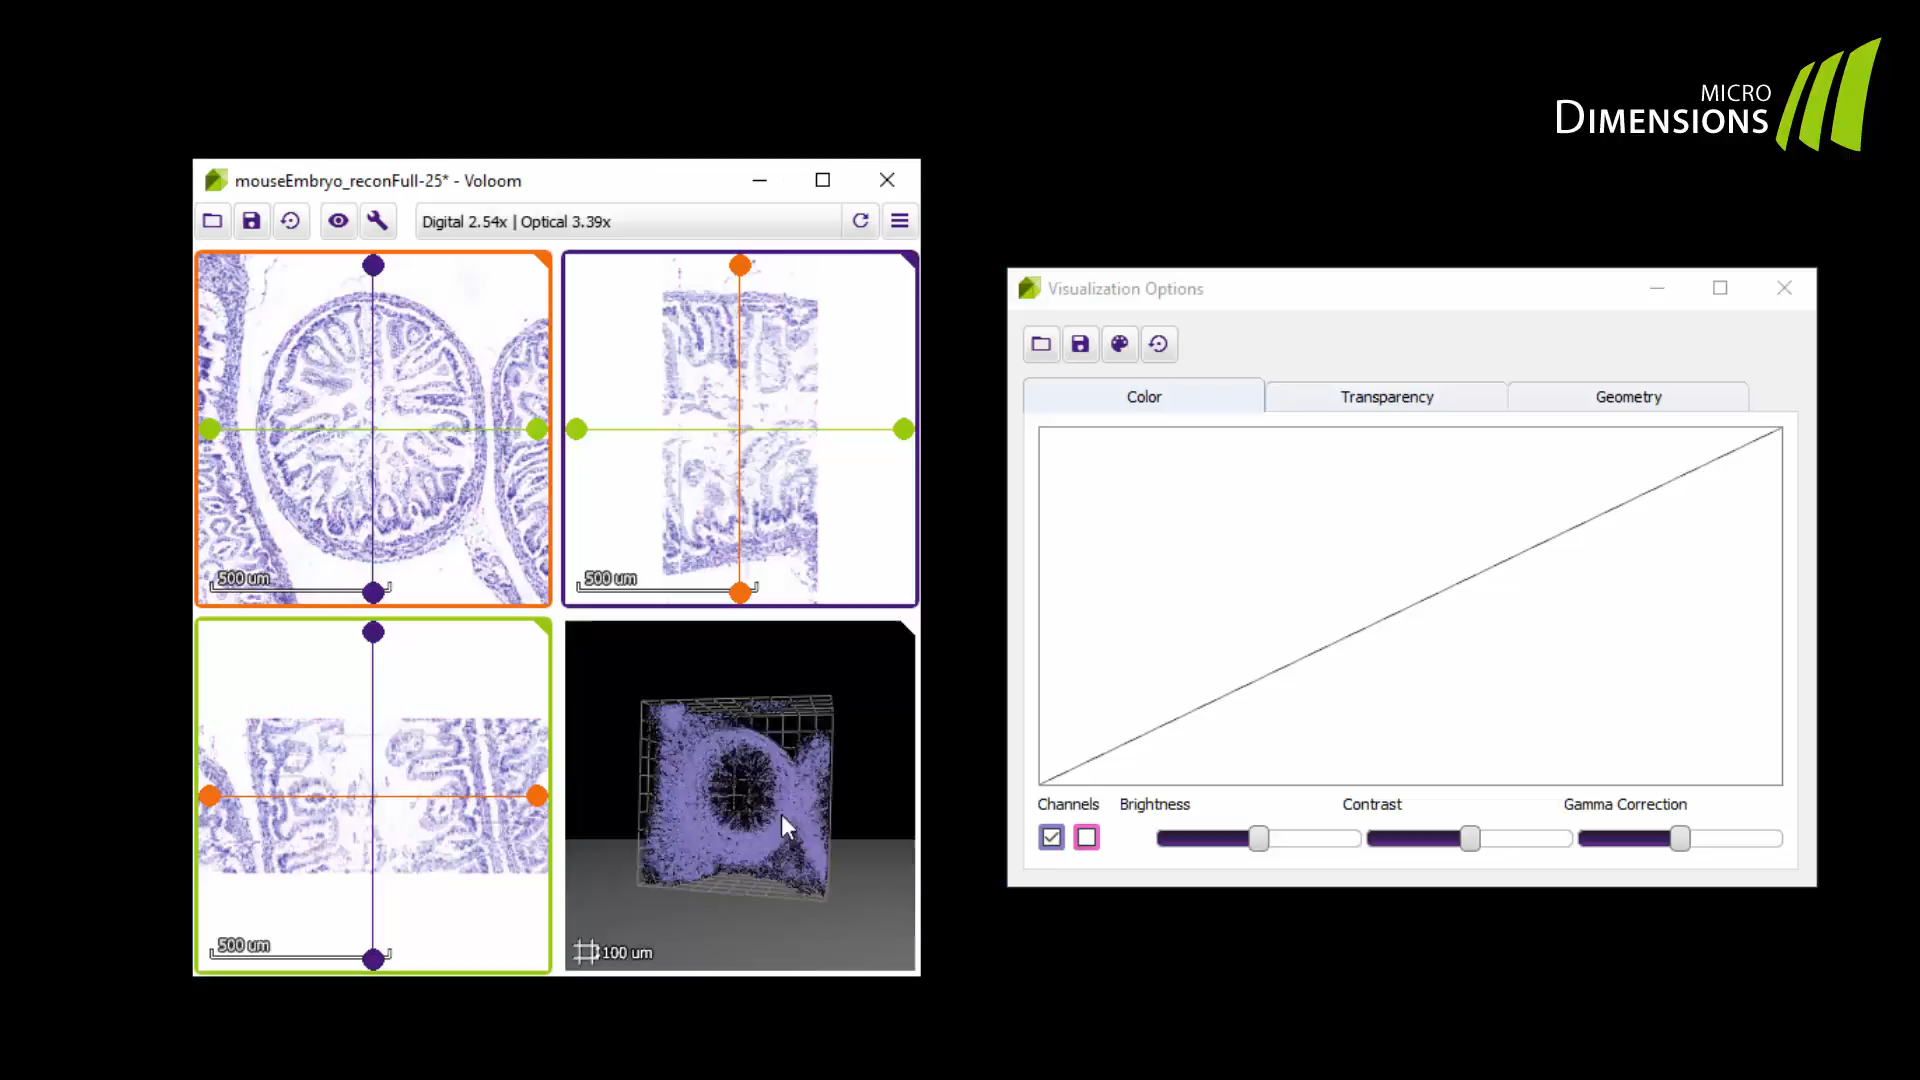 MICRO
DIMENSIONS
mouseEmbryo_reconFull-25* - Voloom
Digital 2.54x | Optical 3.39x
500 um
500 um
500 um
100 um
Visualization Options
Color
Transparency
Geometry
Channels
Brightness
Contrast
Gamma Correction